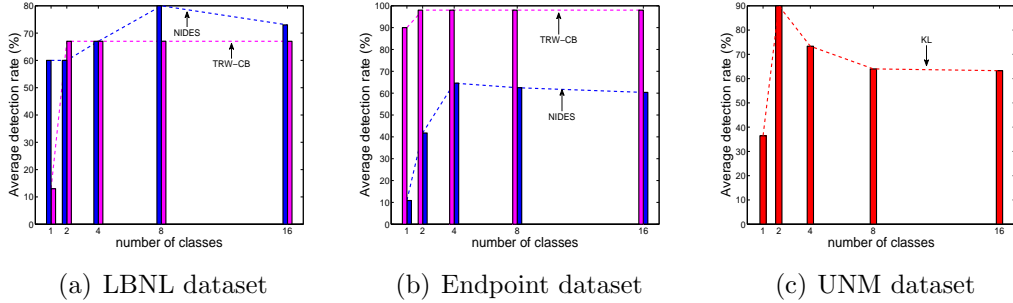 Average detection rate (%)
80
70
60
50
40
30
20
10
0
NIDES
TRW-CB
1 2 4 8 16
number of classes
(a) LBNL dataset
Average detection rate (%)
100
90
80
70
60
50
40
30
20
10
0
TRW-CB
NIDES
1 2 4 8 16
number of classes
(b) Endpoint dataset
Average detection rate (%)
90
80
70
60
50
40
30
20
10
0
KL
1 2 4 8 16
number of classes
(c) UNM dataset